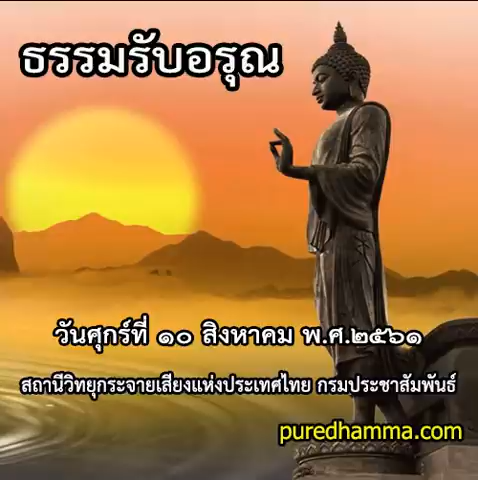 ธรรมรับอรุณ
วันศุกร์ที่ ๑๐ สิงหาคม พ.ศ.๒๕๖๑
สถานีวิทยุกระจายเสียงแห่งประเทศไทย กรมประชาสัมพันธ์
puredhamma.com